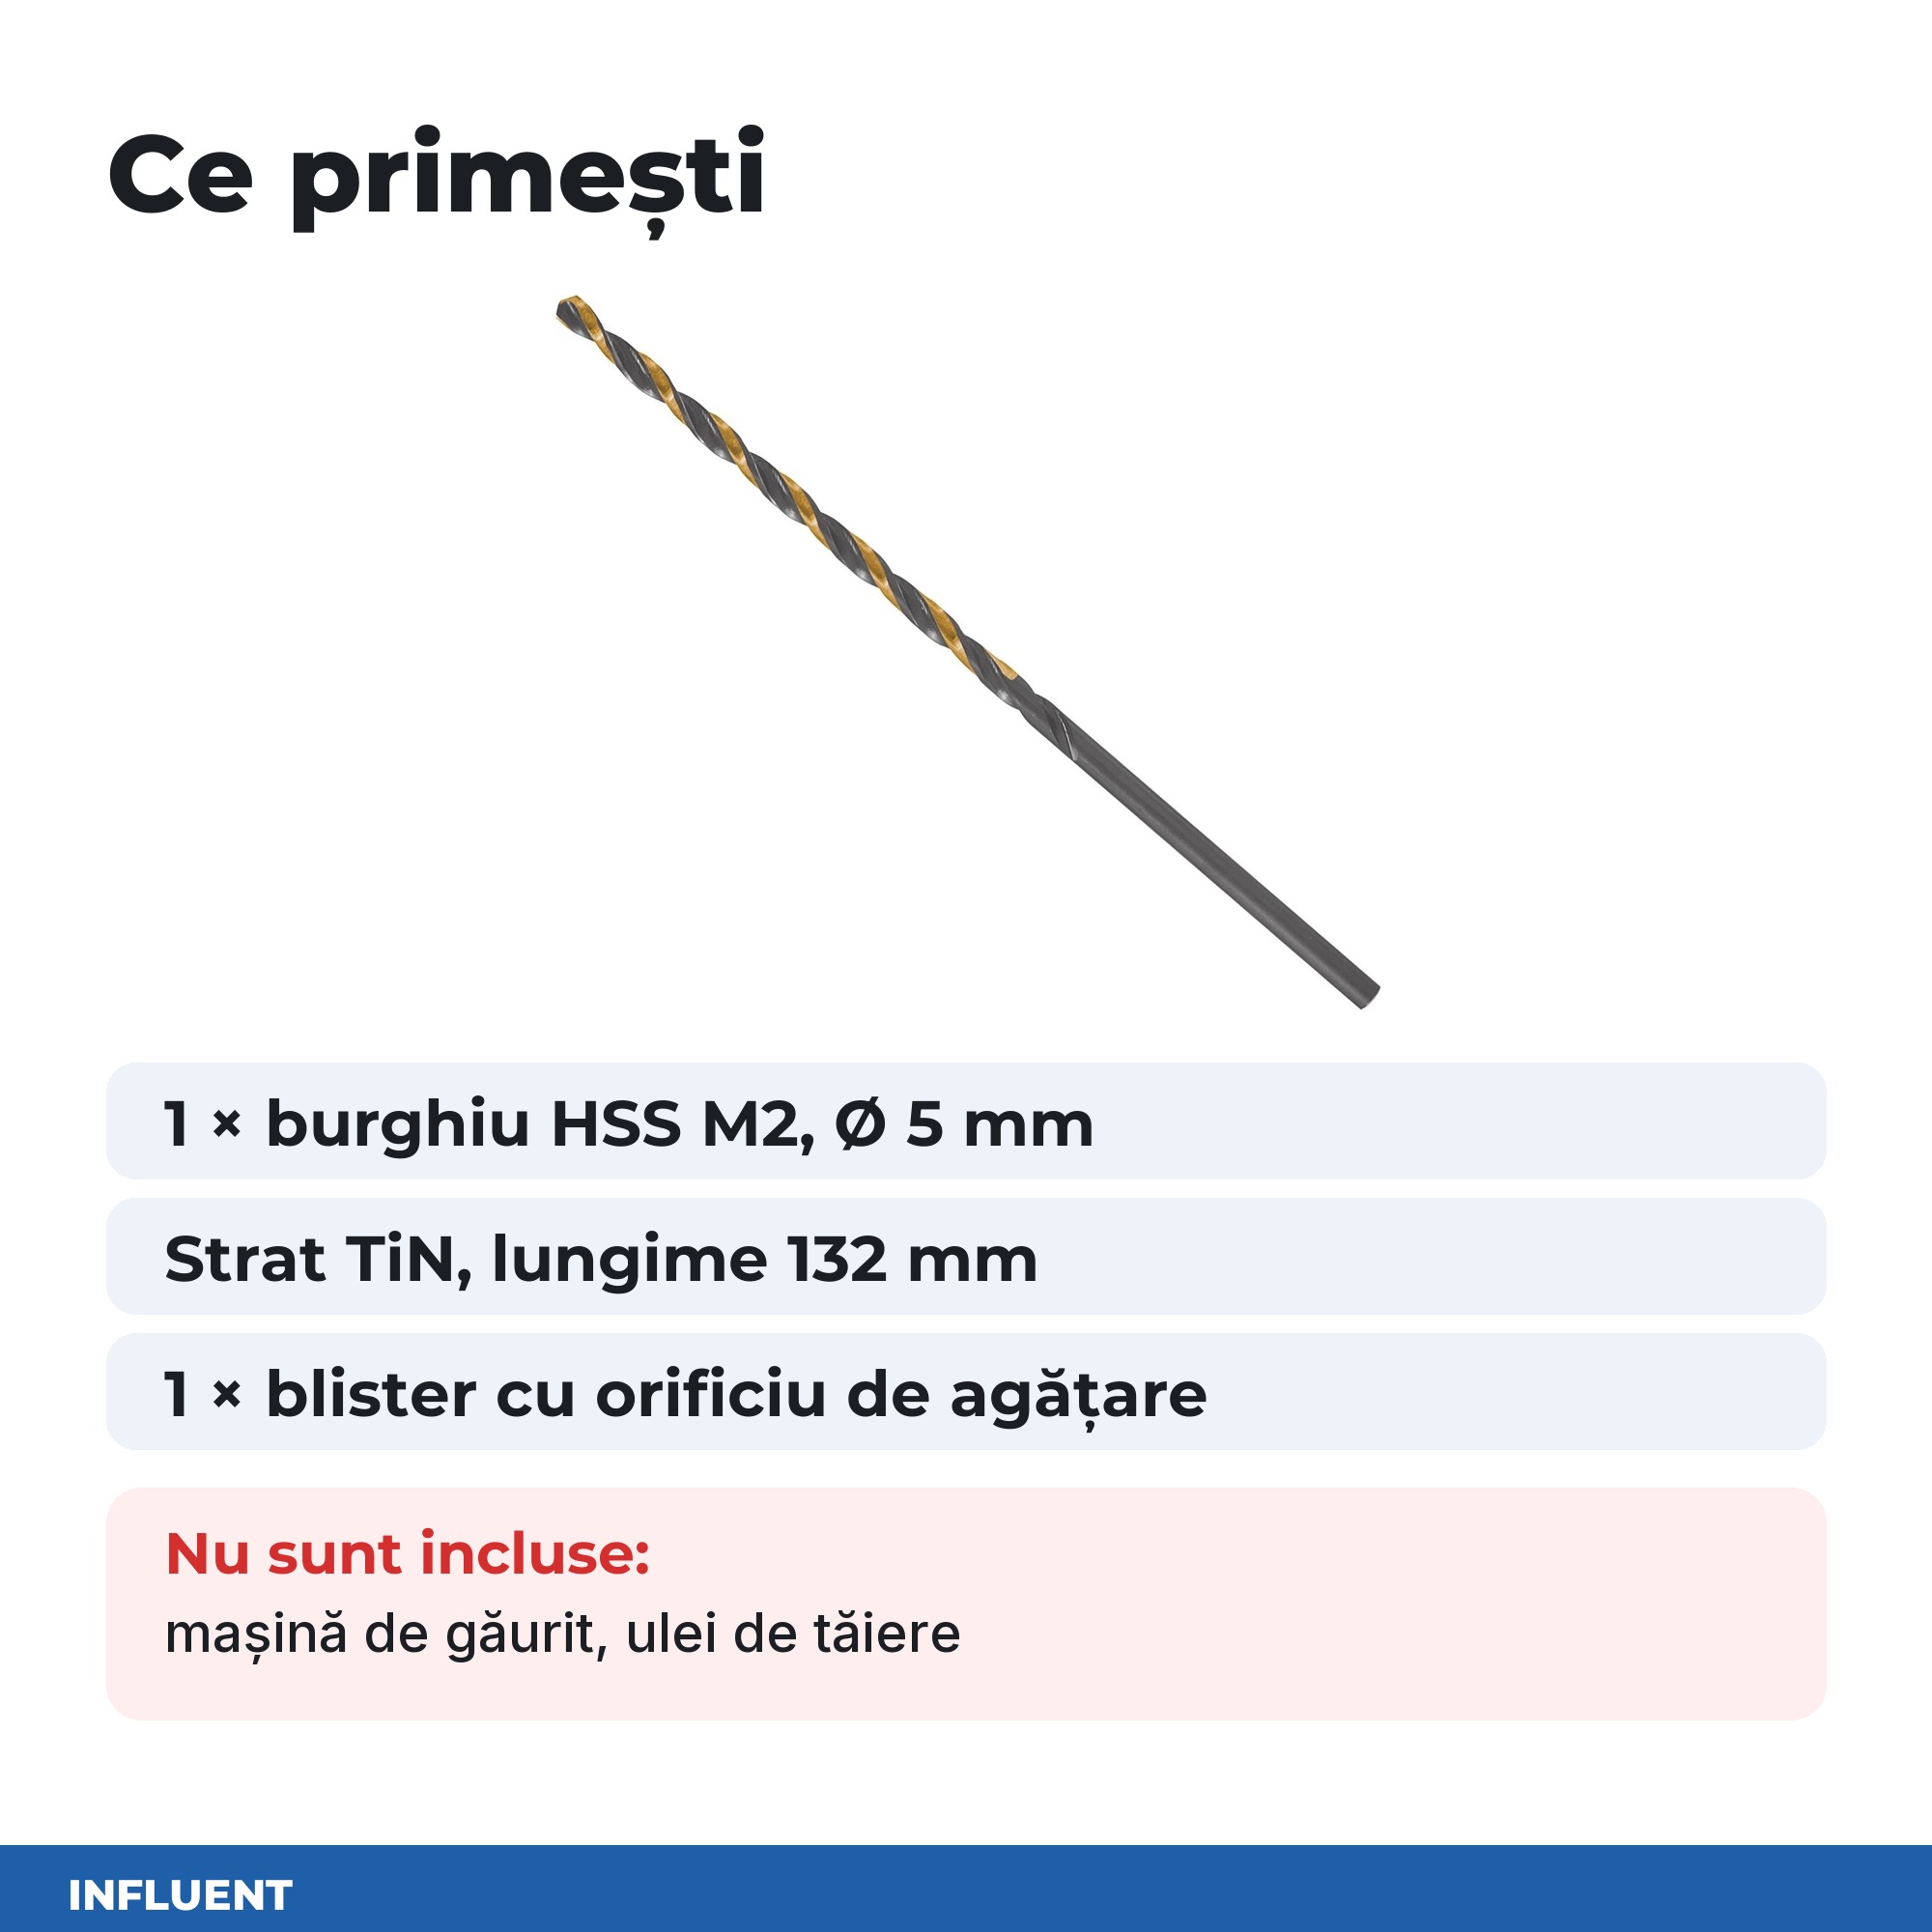 Ce primești
1 × burghiu HSS M2, Ø 5 mm
Strat TiN, lungime 132 mm
1 × blister cu orificiu de agățare
Nu sunt incluse:
mașină de găurit, ulei de tăiere
INFLUENT